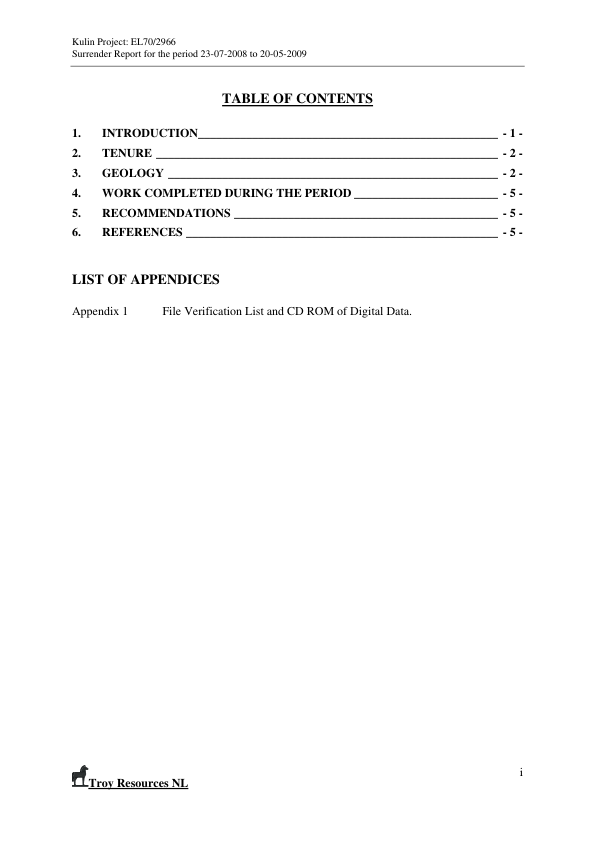 Kulin Project: EL70/2966
Surrender Report for the period 23-07-2008 to 20-05-2009
TABLE OF CONTENTS
1. INTRODUCTION - 1 -
2. TENURE - 2 -
3. GEOLOGY - 2 -
4. WORK COMPLETED DURING THE PERIOD - 5 -
5. RECOMMENDATIONS - 5 -
6. REFERENCES - 5 -
LIST OF APPENDICES
Appendix 1 File Verification List and CD ROM of Digital Data.
Troy Resources NL
i